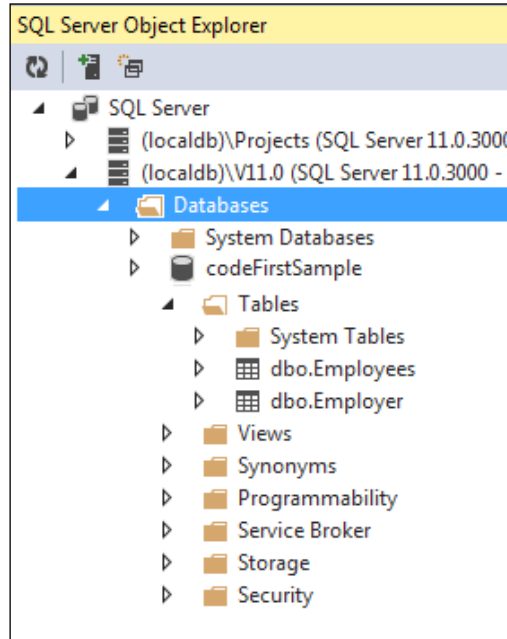 SQL Server Object Explorer
SQL Server
(localdb)\Projects (SQL Server 11.0.3000
(localdb)\V11.0 (SQL Server 11.0.3000 -
Databases
System Databases
codeFirstSample
Tables
System Tables
dbo.Employees
dbo.Employer
Views
Synonyms
Programmability
Service Broker
Storage
Security